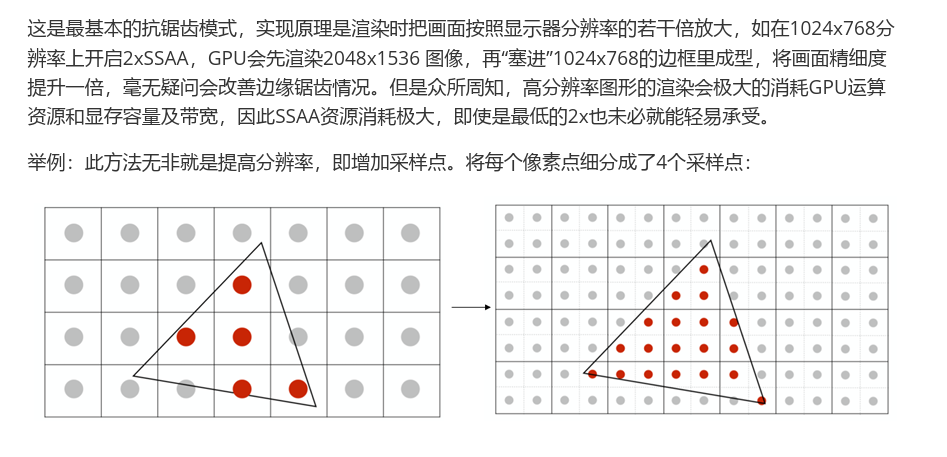 这是最基本的抗锯齿模式，实现原理是渲染时把画面按照显示器分辨率的若干倍放大，如在1024x768分
辨率上开启2xSSAA，GPU会先渲染2048x1536 图像，再“塞进”1024x768的边框里成型，将画面精细度
提升一倍，毫无疑问会改善边缘锯齿情况。但是众所周知，高分辨率图形的渲染会极大的消耗GPU运算
资源和显存容量及带宽，因此SSAA资源消耗极大，即使是最低的2x也未必就能轻易承受。
举例：此方法无非就是提高分辨率，即增加采样点。将每个像素点细分成了4个采样点：